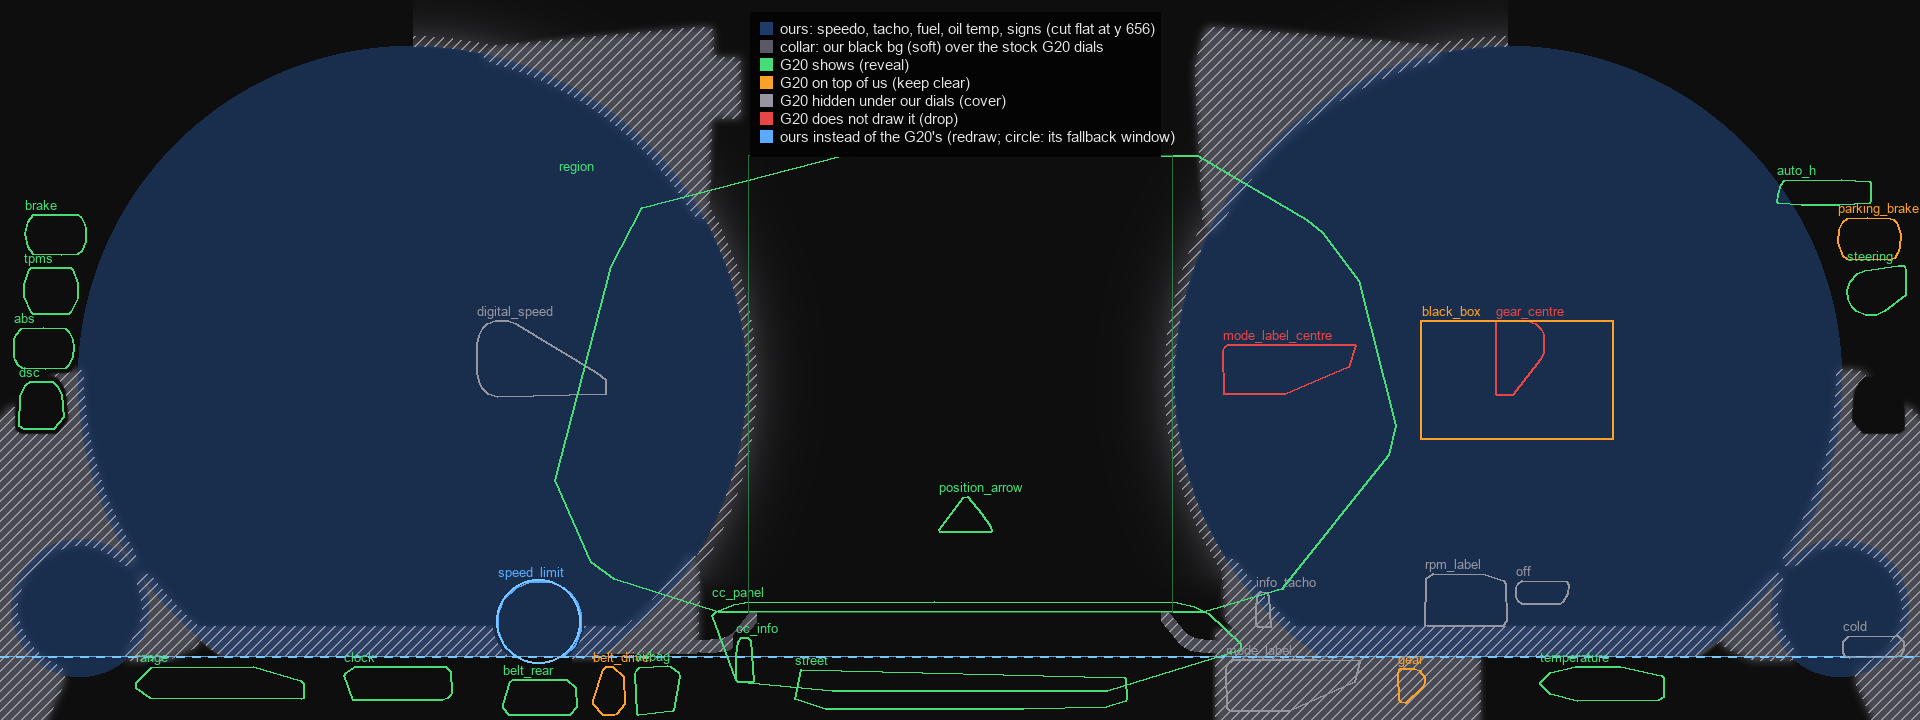 ours: speedo, tacho, fuel, oil temp, signs (cut flat at y 656)
collar: our black bg (soft) over the stock G20 dials
G20 shows (reveal)
G20 on top of us (keep clear)
G20 hidden under our dials (cover)
G20 does not draw it (drop)
ours instead of the G20's (redraw; circle: its fallback window)
region
auto_h
brake
parking_brake
tpms
steering
abs
digital_speed
black_box
gear_centre
mode_label_centre
dsc
position_arrow
speed_limit
rpm_label
off
info_tacho
cc_panel
cc_info
cold
mode_label
range
clock
belt_rear
street
gear
temperature